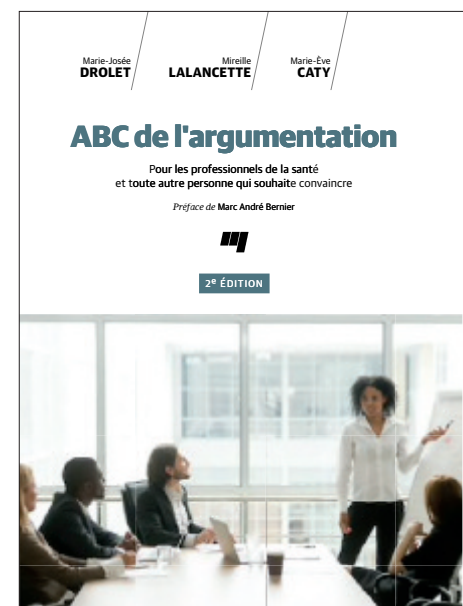 Marie-Josée
DROLET
Mireille
LALANCETTE
Marie-Ève
CATY
ABC de l'argumentation
Pour les professionnels de la santé
et toute autre personne qui souhaite convaincre
Préface de Marc André Bernier
2e ÉDITION